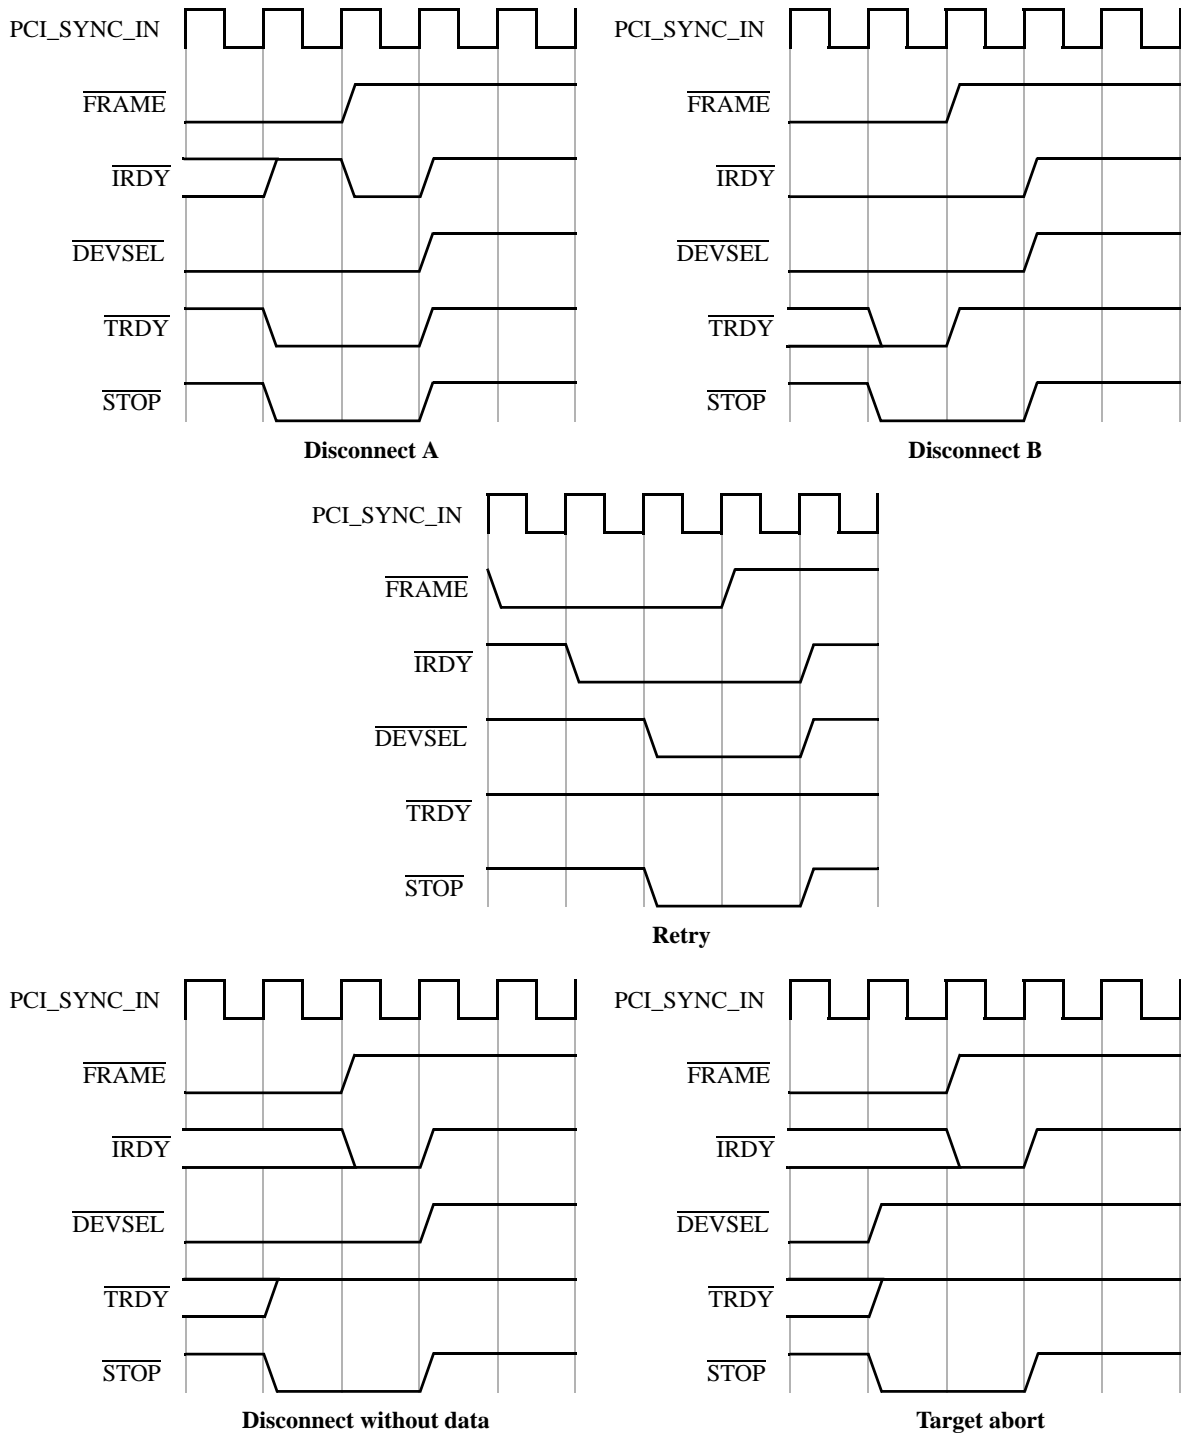 PCI_SYNC_IN
FRAME
IRDY
DEVSEL
TRDY
STOP
Disconnect A
PCI_SYNC_IN
FRAME
IRDY
DEVSEL
TRDY
STOP
Disconnect B
PCI_SYNC_IN
FRAME
IRDY
DEVSEL
TRDY
STOP
Retry
PCI_SYNC_IN
FRAME
IRDY
DEVSEL
TRDY
STOP
Disconnect without data
PCI_SYNC_IN
FRAME
IRDY
DEVSEL
TRDY
STOP
Target abort